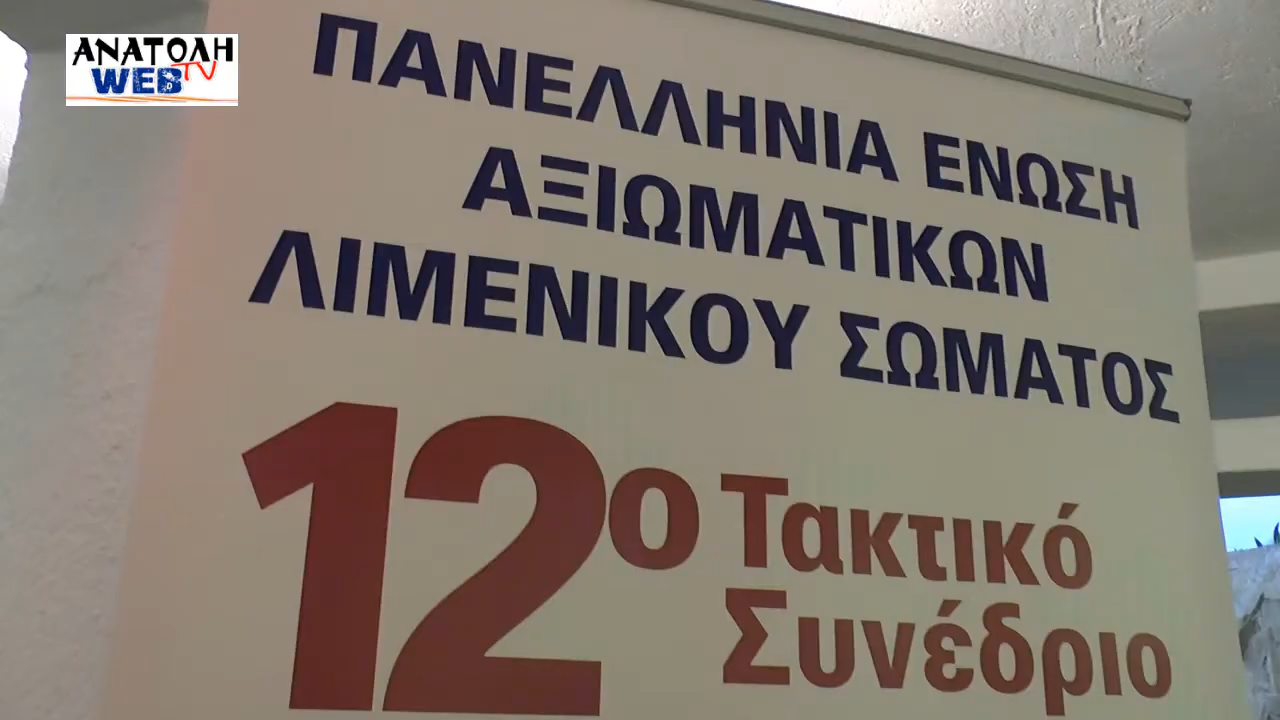 ΑΝΑΤΟΛΗ
WEB TV
ΠΑΝΕΛΛΗΝΙΑ ΕΝΩΣΗ
ΑΞΙΩΜΑΤΙΚΩΝ
ΛΙΜΕΝΙΚΟΥ ΣΩΜΑΤΟΣ
12ο Τακτικό
Συνέδριο